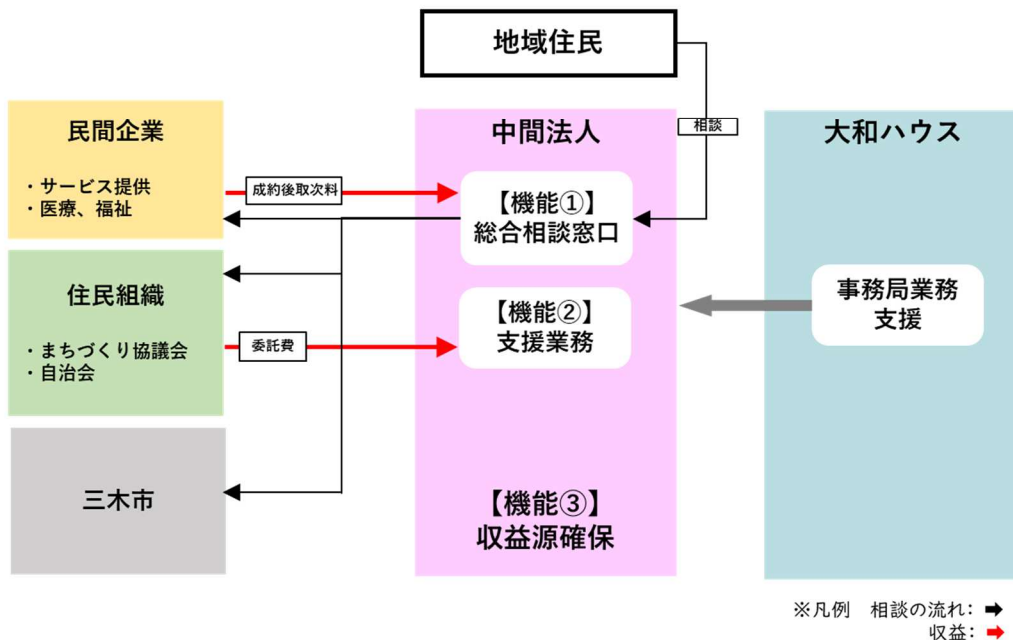 地域住民
民間企業
・サービス提供
・医療、福祉
成約後取次料
中間法人
相談
大和ハウス
【機能①】
総合相談窓口
住民組織
・まちづくり協議会
・自治会
委託費
【機能②】
支援業務
事務局業務
支援
三木市
【機能③】
収益源確保
※凡例　相談の流れ：
収益：